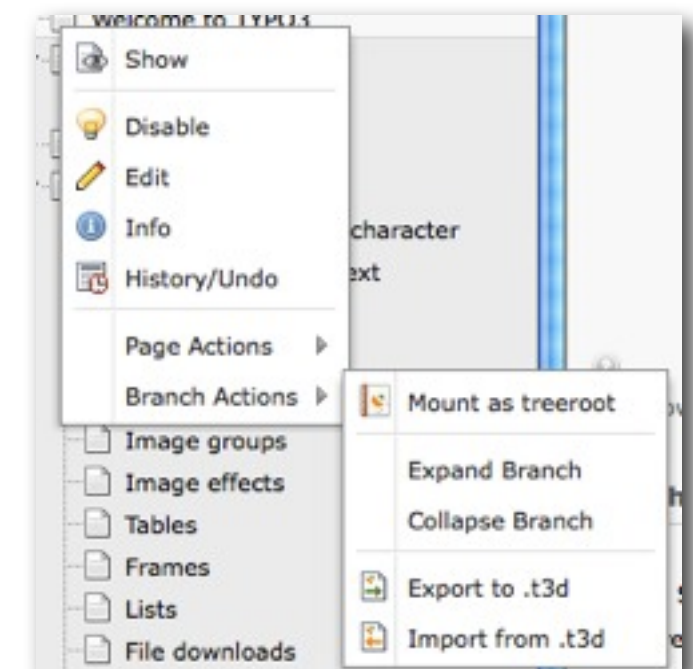 Welcome to TYPO3
Show
Disable
Edit
Info
History/Undo
Page Actions
Branch Actions
character
ext
Mount as treeroot
Expand Branch
Collapse Branch
Export to .t3d
Import from .t3d
Image groups
Image effects
Tables
Frames
Lists
File downloads